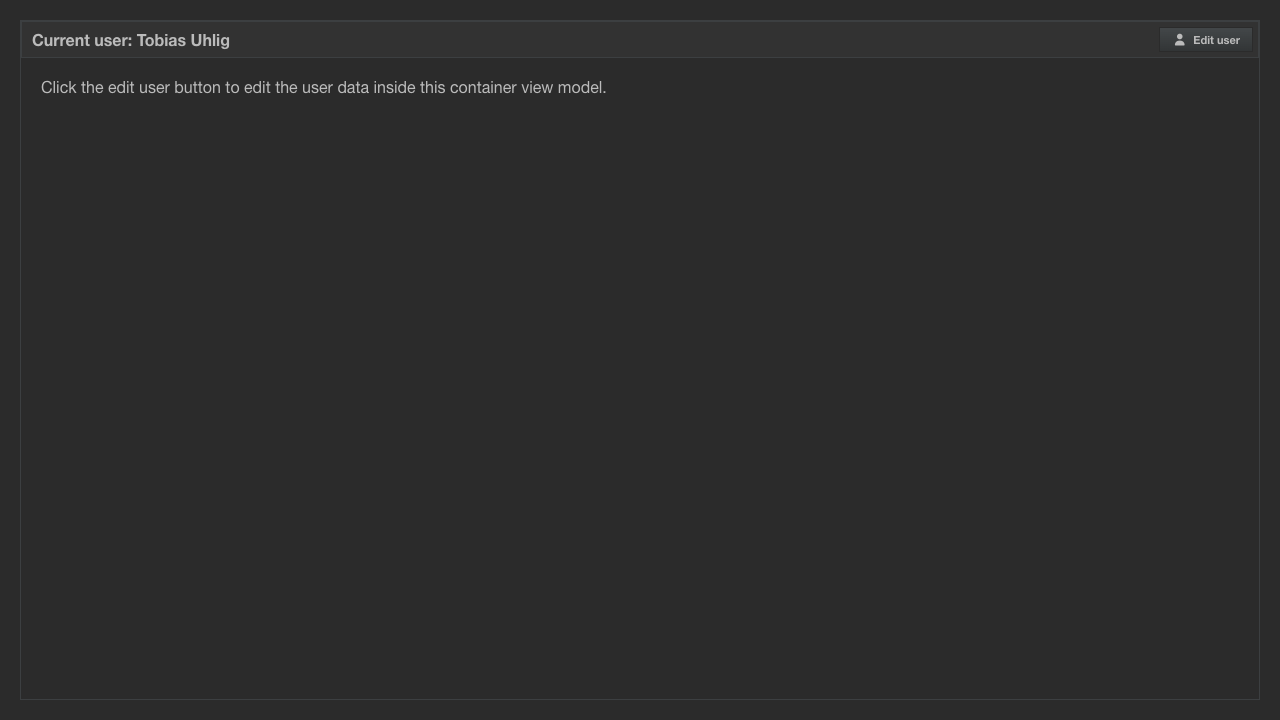 Current user: Tobias Uhlig
Edit user
Click the edit user button to edit the user data inside this container view model.